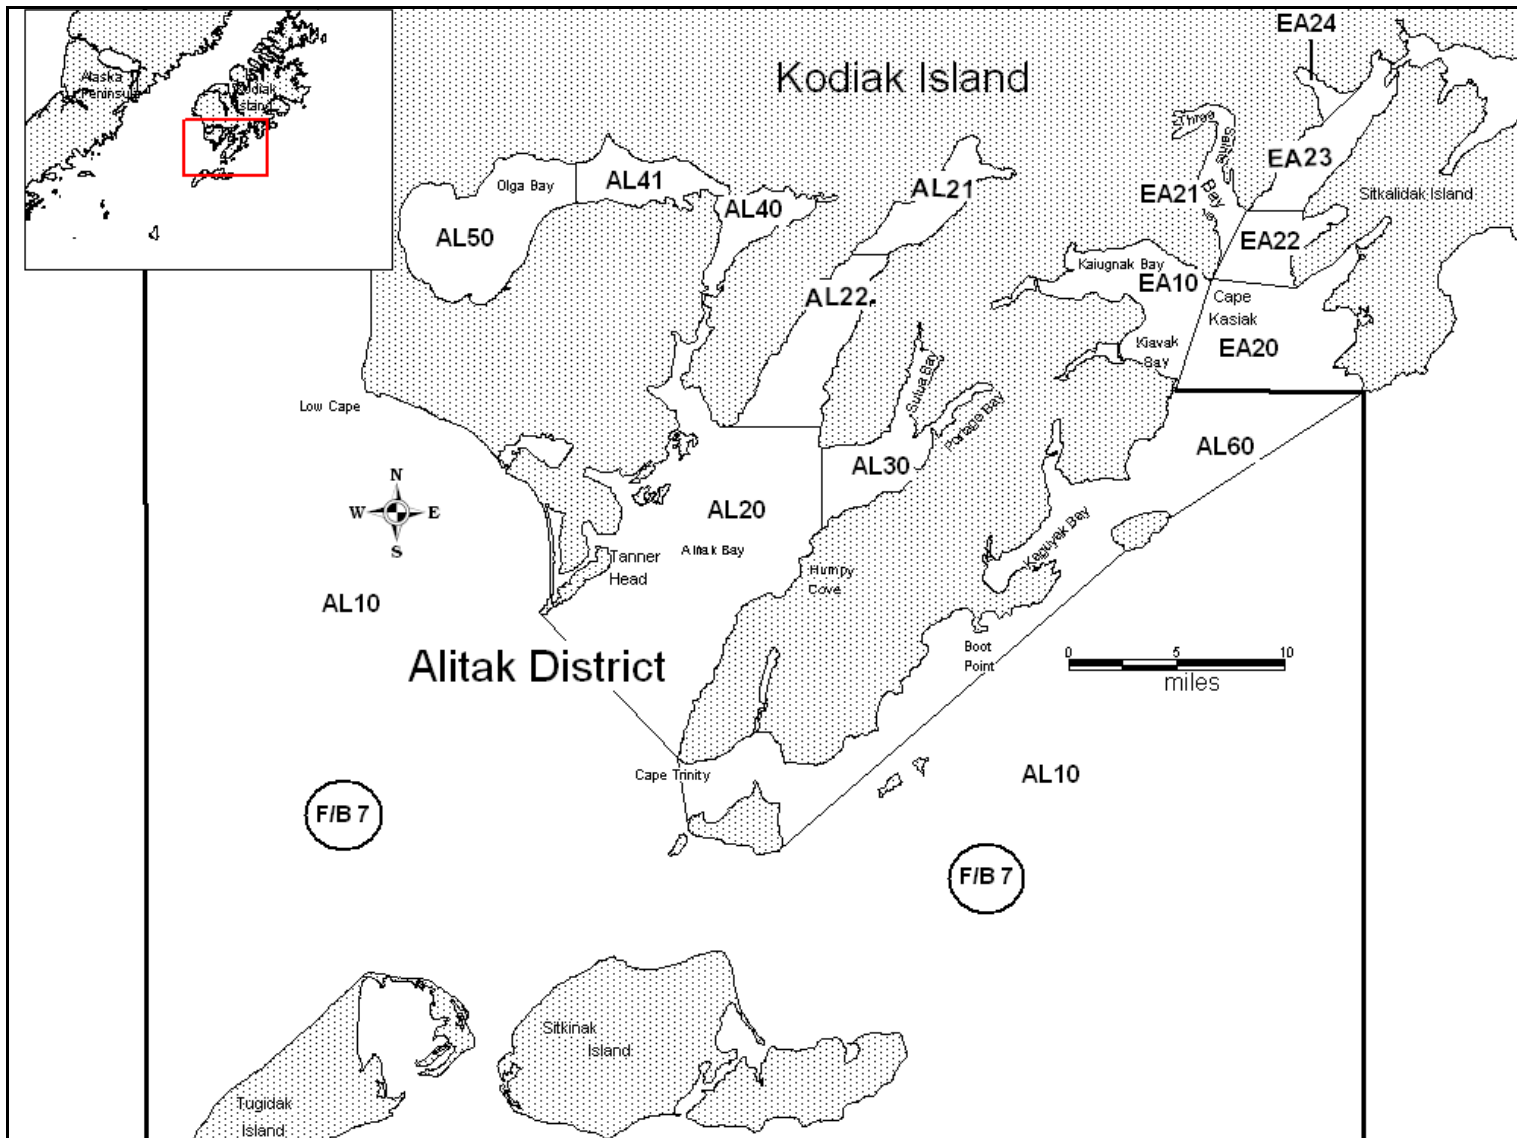 EA24
Kodiak Island
Alaska
Peninsula
Kodiak
Island
Three
Saints
Bay
EA23
Olga Bay
AL41
AL21
EA21
Sitkalidak Island
AL40
AL50
EA22
Kaiugnak Bay
EA10
AL22
Cape
Kasiak
Kiavak
Bay
EA20
Sulua Bay
Low Cape
Portage Bay
AL60
AL30
N
W E
S
AL20
Alitak Bay
Kaguyak Bay
Tanner
Head
Humpy
Cove
AL10
Boot
Point
0 5 10
miles
Alitak District
Cape Trinity
AL10
F/B 7
F/B 7
Sitkinak
Island
Tugidak
Island